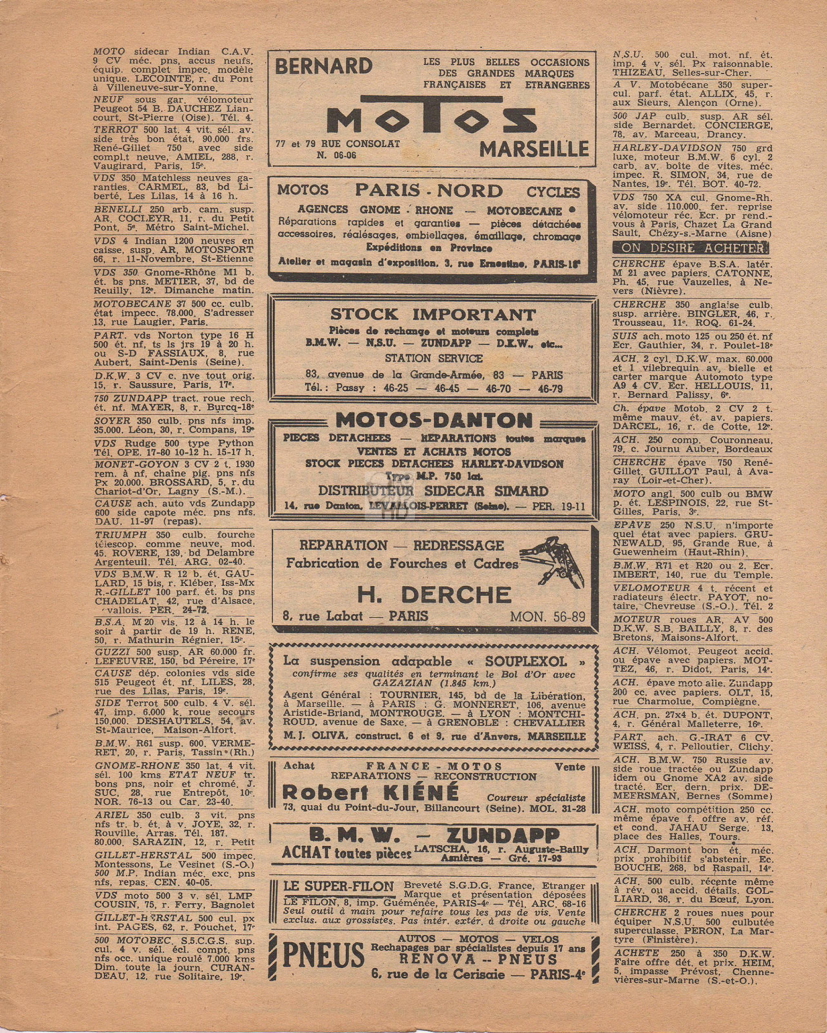 MOTO sidecar Indian C.A.V.
9 CV méc. pns, accus neufs,
équip. complet impec. modèle
unique. LECOINTE, r. du Pont
à Villeneuve-sur-Yonne.
NEUF sous gar. vélomoteur
Peugeot 54 B. DAUCHEZ Lian-
court, St-Pierre (Oise). Tél. 4.
TERROT 500 lat. 4 vit. sél. av.
side très bon état, 90.000 frs.
René-Gillet 750 avec side
compl.t neuve, AMIEL, 288, r.
Vaugirard, Paris, 15e.
VDS 350 Matchless neuves ga-
ranties. CARMEL, 83, bd Li-
berté, Les Lilas, 14 à 16 h.
BENELLI 250 arb. cam. susp.
AR, COCLEYR, 11, r. du Petit
Pont, 5e, Métro Saint-Michel.
VDS 4 Indian 1200 neuves en
caisse, susp. AR, MOTOSPORT
66, r. 11-Novembre, St-Etienne
VDS 350 Gnome-Rhône M1 b.
ét. bs pns. METIER, 37, bd de
Reuilly, 12e. Dimanche matin.
MOTOBECANE 37 500 cc. culb.
état impecc. 78.000, S'adresser
13, rue Laugier, Paris.
PART. vds Norton type 16 H
500 ét. nf, ts ls jrs 19 à 20 h.
ou S-D FASSIAUX, 8, rue
Aubert, Saint-Denis (Seine).
D.K.W. 3 CV c. nve tout orig.
15, r. Saussure, Paris, 17e.
750 ZUNDAPP tract. roue rech.
ét. nf. MAYER, 8, r. Burcq-18e
SOYER 350 culb. pns nfs imp.
35.000. Léon, 30, r. Compans, 19e
VDS Rudge 500 type Python
Tél. OPE. 17-80 10-12 h. 15-17 h.
MONET-GOYON 3 CV 2 t. 1930
rem. à nf, chaîne pig. pns nfs
Px 20.000. BROSSARD, 5, r. du
Chariot-d'Or, Lagny (S.-M.).
CAUSE ach. auto vds Zundapp
600 side capote méc. pns nfs.
DAU. 11-97 (repas).
TRIUMPH 350 culb. fourche
télescop. comme neuve, mod.
45. ROVERE, 139, bd Delambre
Argenteuil. Tél. ARG. 02-40.
VDS B.M.W. R 12 b. ét. GAU-
LARD, 15 bis, r. Kléber, Iss-Mx
R.-GILLET 100 parf. ét. bs pns
CHADELAT, 42, rue d'Alsace,
vallois. PER. 24-72.
B.S.A. M 20 vis. 12 à 14 h. le
soir à partir de 19 h. RENE,
50, r. Mathurin Régnier, 15e.
GUZZI 500 susp. AR 60.000 fr.
LEFEUVRE, 150, bd Péreire, 17e
CAUSE dép. colonies vds side
515 Peugeot ét. nf, LILES, 28,
rue des Lilas, Paris, 19e.
SIDE Terrot 500 culb. 4 V. sél.
47, imp. 6.000 k. roue secours
150.000. DESHAUTELS, 54, av.
St-Maurice, Maison-Alfort.
B.M.W. R61 susp. 600, VERME-
RET, 20, r. Paris, Tassin (Rh.)
GNOME-RHONE 350 lat. 4 vit.
sél. 100 kms ETAT NEUF tr.
bons pns, noir et chromé, J.
SUC, 28, rue Entrepôt, 10e
NOR. 76-13 ou Car. 23-40.
ARIEL 350 culb. 3 vit. pns
nfs tr. b. ét. à v. JOYE, 32, r.
Rouville, Arras. Tél. 187.
80.000. SARAZIN, 12, r. Petit
GILLET-HERSTAL 500 impec.
Montessons, Le Vesinet (S.-O.)
500 M.P. Indian méc. exc. pns
nfs, repas. CEN. 40-05.
VDS moto 500 3 v. sél. LMP
COUSIN, 75, r. Ferry, Bagnolet
GILLET-HERSTAL 500 cul. px
int. PAGES, 62, r. Pouchet, 17e
500 MOTOBEC. S.5.C.G.S. sup.
cul. 4 v. sél. écl. compt. pns
nfs occ. unique roulé 7.000 kms
Dim. toute la journ. CURAN-
DEAU, 12, rue Solitaire, 19e.
BERNARD
LES PLUS BELLES OCCASIONS
DES GRANDES MARQUES
FRANÇAISES ET ETRANGERES
MOTOS
77 et 79 RUE CONSOLAT
N. 06-06
MARSEILLE
MOTOS PARIS - NORD CYCLES
AGENCES GNOME - RHONE - MOTOBECANE
Réparations rapides et garanties — pièces détachées
accessoires, réalésages, embiellages, émaillage, chromage
Expéditions en Province
Atelier et magasin d'exposition. 3, rue Ernestine, PARIS-18e
STOCK IMPORTANT
Pièces de rechange et moteurs complets
B.M.W. - N.S.U. - ZUNDAPP - D.K.W., etc...
STATION SERVICE
83, avenue de la Grande-Armée, 83 — PARIS
Tél. : Passy : 46-25 — 46-45 — 46-70 — 46-79
MOTOS-DANTON
PIECES DETACHEES — REPARATIONS toutes marques
VENTES ET ACHATS MOTOS
STOCK PIECES DETACHEES HARLEY-DAVIDSON
Type M.P. 750 lat.
DISTRIBUTEUR SIDECAR SIMARD
14, rue Danton, LEVALLOIS-PERRET (Seine). — PER. 19-11
REPARATION - REDRESSAGE
Fabrication de Fourches et Cadres
H. DERCHE
8, rue Labat — PARIS MON. 56-89
La suspension adapable « SOUPLEXOL »
confirme ses qualités en terminant le Bol d'Or avec
GAZAZIAN (1.845 km.)
Agent Général : TOURNIER, 145, bd de la Libération,
à Marseille. — à PARIS : G. MONNERET, 106, avenue
Aristide-Briand, MONTROUGE. — à LYON : MONTCHI-
ROUD, avenue de Saxe, — à GRENOBLE : CHEVALLIER
M. J. OLIVA, construct. 6 et 9, rue d'Anvers, MARSEILLE
Achat FRANCE - MOTOS Vente
REPARATIONS — RECONSTRUCTION
Robert KIÉNÉ Coureur spécialiste
73, quai du Point-du-Jour, Billancourt (Seine). MOL. 31-28
B. M. W. — ZUNDAPP
ACHAT toutes pièces LATSCHA, 16, r. Auguste-Bailly
Asnières — Gré. 17-93
LE SUPER-FILON Breveté S.G.D.G. France, Etranger
Marque et présentation déposées
LE FILON, 8, imp. Guéménée, PARIS-4e — Tél. ARC. 68-16
Seul outil à main pour refaire tous les pas de vis. Vente
exclus. aux grossistes. Pas intér. extér. à droite ou gauche
PNEUS
AUTOS — MOTOS — VELOS
Rechapages par spécialistes depuis 17 ans
RENOVA - PNEUS
6, rue de la Cerisaie — PARIS-4e
N.S.U. 500 cul. mot. nf. ét.
imp. 4 v. sél. Px raisonnable.
THIZEAU, Selles-sur-Cher.
A V. Motobécane 350 super-
cul. parf. état. ALLIX, 45, r.
aux Sieurs, Alençon (Orne).
500 JAP culb. susp. AR sél.
side Bernardet. CONCIERGE,
78, av. Marceau, Drancy.
HARLEY-DAVIDSON 750 grd
luxe, moteur B.M.W. 6 cyl. 2
carb. av. boîte de vites. méc.
impec. R. SIMON, 34, rue de
Nantes, 19e. Tél. BOT. 40-72.
VDS 750 XA cul. Gnome-Rh.
av. side 110.000, fer. reprise
vélomoteur réc. Ecr. pr rend.-
vous à Paris, Chazet La Grand
Sault, Chézy-s.-Marne (Aisne)
ON DESIRE ACHETER
CHERCHE épave B.S.A. latér.
M 21 avec papiers. CATONNE,
Ph. 45, rue Vauzelles, à Ne-
vers (Nièvre).
CHERCHE 350 anglaise culb.
susp. arrière. BINGLER, 46, r.
Trousseau, 11e. ROQ. 61-24.
SUIS ach. moto 125 ou 250 ét. nf
Ecr. Gauthier, 34, r. Poulet-18e
ACH. 2 cyl. D.K.W. max. 60.000
et 1 vilebrequin av. bielle et
carter marque Automoto type
A9 4 CV. Ecr. HELLOUIS, 11,
r. Bernard Palissy, 6e.
Ch. épave Motob. 2 CV 2 t.
même mauv. ét. av. papiers.
DARCEL, 16, r. de Cotte, 12e.
ACH. 250 comp. Couronneau,
79, c. Journu Auber, Bordeaux
CHERCHE épave 750 René-
Gillet. GUILLOT Paul, à Ava-
ray (Loir-et-Cher).
MOTO angl. 500 culb ou BMW
p. ét. LESPINOIS, 22, rue St-
Gilles, Paris, 3e.
EPAVE 250 N.S.U. n'importe
quel état avec papiers. GRU-
NEWALD, 95, Grande Rue, à
Guewenheim (Haut-Rhin).
B.M.W. R71 et R20 ou 2, Ecr.
IMBERT, 140, rue du Temple.
VELOMOTEUR 4 t. récent et
radiateurs électr. PAYOT, no-
taire, Chevreuse (S.-O.). Tél. 2
MOTEUR roues AR, AV 500
D.K.W. S.B. BAILLY, 8, r. des
Bretons, Maisons-Alfort.
ACH. Vélomot. Peugeot accid.
ou épave avec papiers. MOT-
TEZ, 46, r. Didot, Paris, 14e.
ACH. épave moto alle. Zundapp
200 cc. avec papiers. OLT, 15,
rue Charmolue, Compiègne.
ACH. pn. 27x4 b. ét. DUPONT,
4, r. Général Malleterre, 16e.
PART. ach. G.-IRAT 6 CV.
WEISS, 4, r. Pelloutier, Clichy.
ACH. B.M.W. 750 Russie av.
side roue tractée ou Zundapp
idem ou Gnome XA2 av. side
tracté. Ecr. dern. prix. DE-
MEFRSMAN, Bernes (Somme)
ACH. moto compétition 250 cc.
même épave f. offre av. réf.
et cond. JAHAU Serge, 13,
place des Halles, Tours.
ACH. Darmont bon ét. méc.
prix prohibitif s'abstenir. Ec.
BOUCHE, 268, bd Raspail, 14e.
ACH. 500 culb. récente même
à rév. ou accid. détails. GOL-
LIARD, 36, r. du Bœuf, Lyon.
CHERCHE 2 roues nues pour
équiper N.S.U. 500 culbutée
superculasse. PERON, La Mar-
tyre (Finistère).
ACHETE 250 à 350 D.K.W.
Faire offre dét. et prix. HEIM,
5, impasse Prévost, Chenne-
vières-sur-Marne (S.-et-O.).